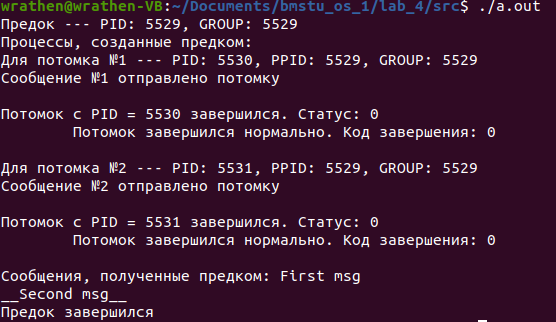 wrathen@wrathen-VB:~/Documents/bmstu_os_1/lab_4/src$ ./a.out
Предок --- PID: 5529, GROUP: 5529
Процессы, созданные предком:
Для потомка №1 --- PID: 5530, PPID: 5529, GROUP: 5529
Сообщение №1 отправлено потомку
Потомок с PID = 5530 завершился. Статус: 0
Потомок завершился нормально. Код завершения: 0
Для потомка №2 --- PID: 5531, PPID: 5529, GROUP: 5529
Сообщение №2 отправлено потомку
Потомок с PID = 5531 завершился. Статус: 0
Потомок завершился нормально. Код завершения: 0
Сообщения, полученные предком: First msg
__Second msg__
Предок завершился